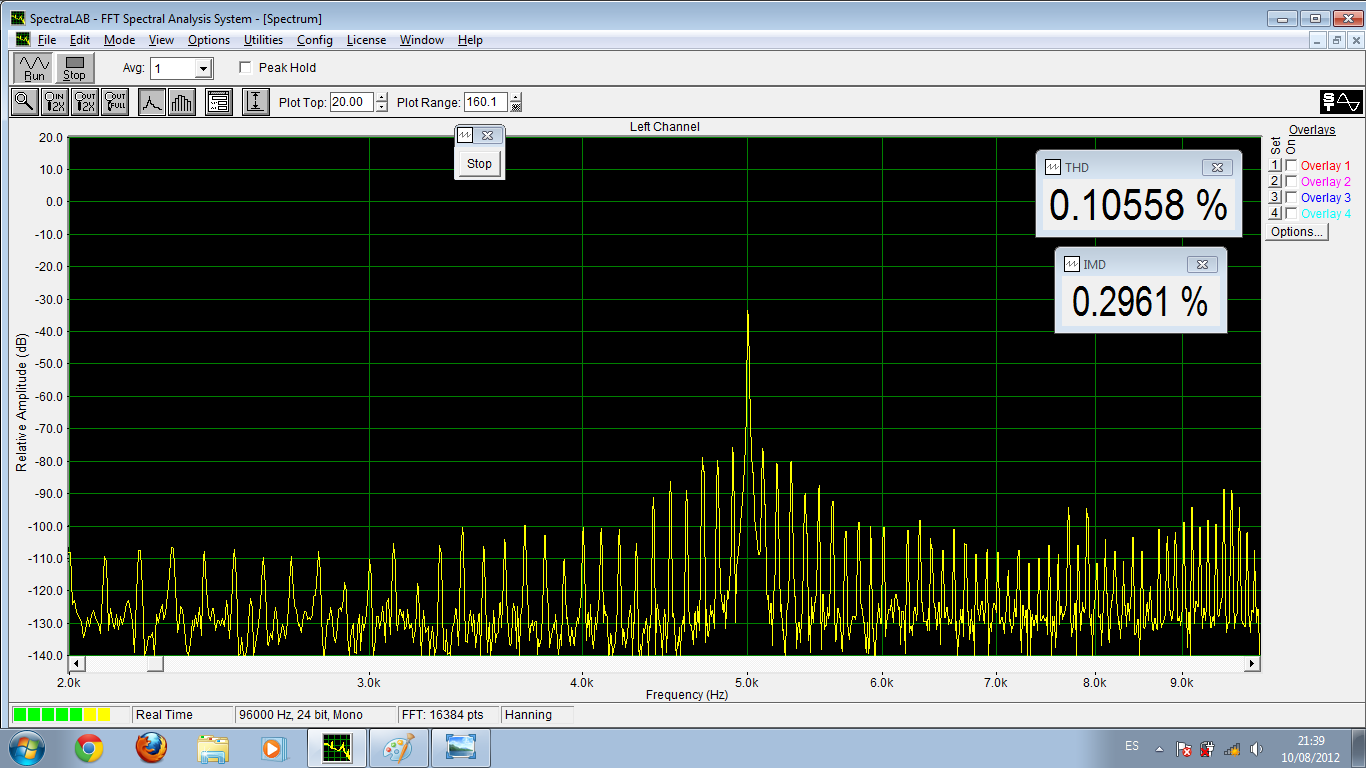 SpectraLAB - FFT Spectral Analysis System - [Spectrum]
File Edit Mode View Options Utilities Config License Window Help
Run Stop Avg: 1 Peak Hold
IN 2X OUT 2X OUT FULL Plot Top: 20.00 Plot Range: 160.1 ST
Left Channel
Stop
THD
0.10558 %
IMD
0.2961 %
Set On Overlays
1 Overlay 1
2 Overlay 2
3 Overlay 3
4 Overlay 4
Options...
Relative Amplitude (dB)
20.0
10.0
0.0
-10.0
-20.0
-30.0
-40.0
-50.0
-60.0
-70.0
-80.0
-90.0
-100.0
-110.0
-120.0
-130.0
-140.0
2.0k 3.0k 4.0k 5.0k 6.0k 7.0k 8.0k 9.0k
Frequency (Hz)
Real Time 96000 Hz, 24 bit, Mono FFT: 16384 pts Hanning
ES 21:39
10/08/2012